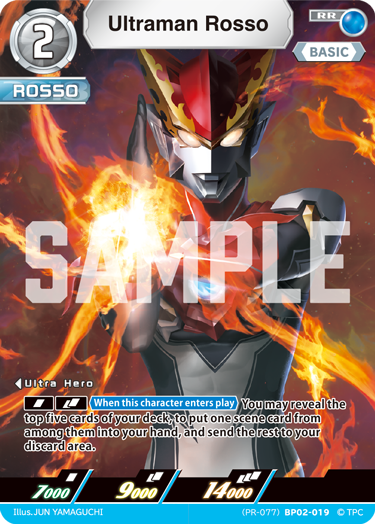 2
Ultraman Rosso
RR
BASIC
ROSSO
SAMPLE
Ultra Hero
When this character enters play You may reveal the
top five cards of your deck, to put one scene card from
among them into your hand, and send the rest to your
discard area.
7000 9000 14000
Illus.JUN YAMAGUCHI (PR-077) BP02-019 © TPC